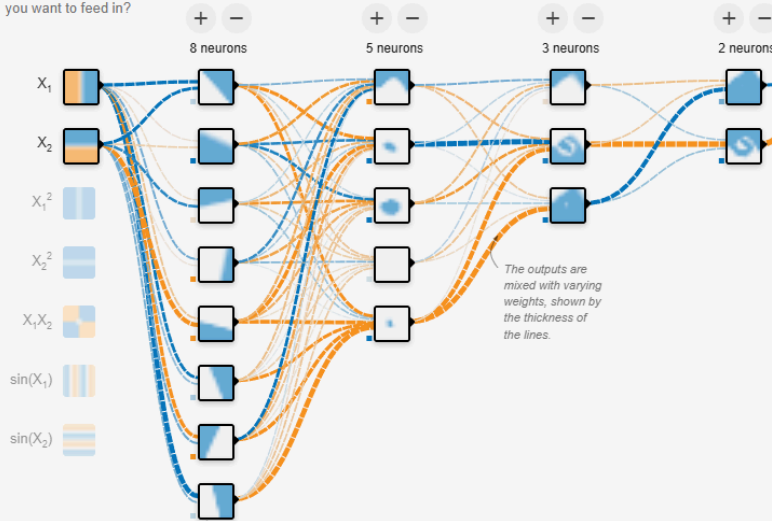 you want to feed in?
+ − + − + − + −
8 neurons 5 neurons 3 neurons 2 neurons
X1
X2
X1²
X2²
X1X2
sin(X1)
sin(X2)
The outputs are
mixed with varying
weights, shown by
the thickness of
the lines.